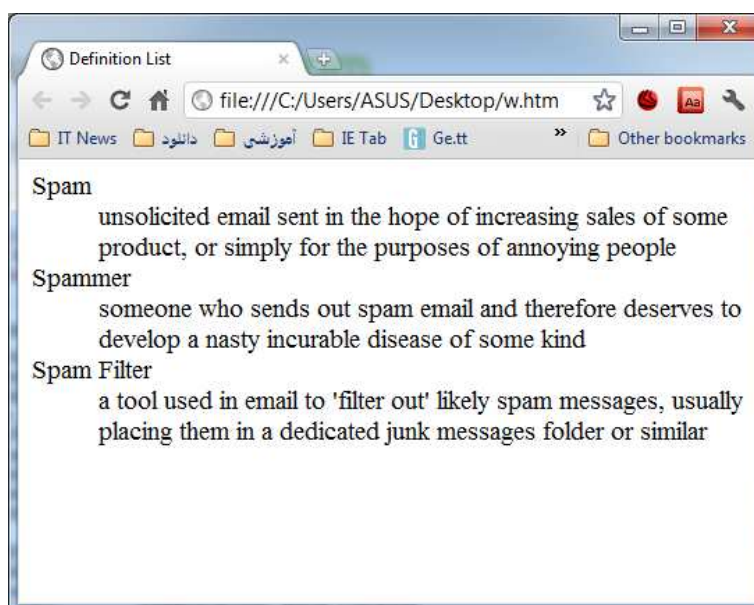 Definition List
file:///C:/Users/ASUS/Desktop/w.htm
Aa
IT News دانلود آموزشی IE Tab G Ge.tt » Other bookmarks
Spam
unsolicited email sent in the hope of increasing sales of some
product, or simply for the purposes of annoying people
Spammer
someone who sends out spam email and therefore deserves to
develop a nasty incurable disease of some kind
Spam Filter
a tool used in email to 'filter out' likely spam messages, usually
placing them in a dedicated junk messages folder or similar